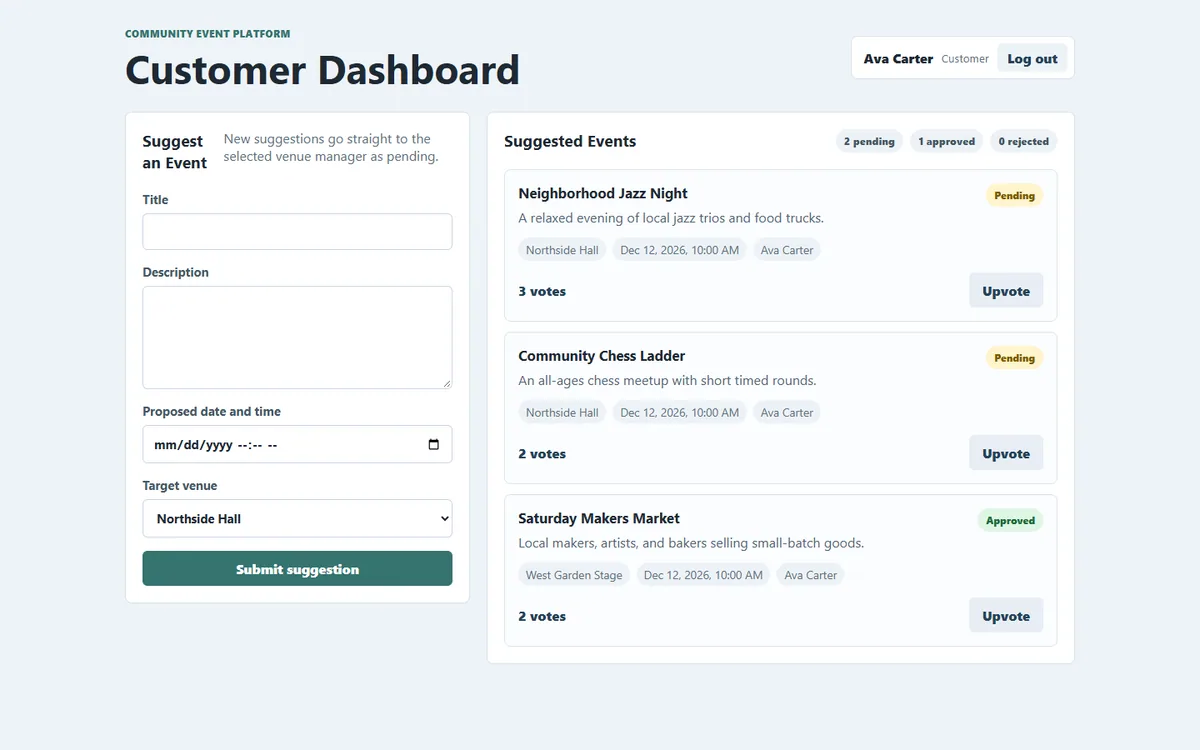 COMMUNITY EVENT PLATFORM
Customer Dashboard
Ava Carter Customer Log out
Suggest
an Event
New suggestions go straight to the
selected venue manager as pending.
Title
Description
Proposed date and time
mm/dd/yyyy --:-- --
Target venue
Northside Hall
Submit suggestion
Suggested Events
2 pending 1 approved 0 rejected
Neighborhood Jazz Night
Pending
A relaxed evening of local jazz trios and food trucks.
Northside Hall Dec 12, 2026, 10:00 AM Ava Carter
3 votes
Upvote
Community Chess Ladder
Pending
An all-ages chess meetup with short timed rounds.
Northside Hall Dec 12, 2026, 10:00 AM Ava Carter
2 votes
Upvote
Saturday Makers Market
Approved
Local makers, artists, and bakers selling small-batch goods.
West Garden Stage Dec 12, 2026, 10:00 AM Ava Carter
2 votes
Upvote